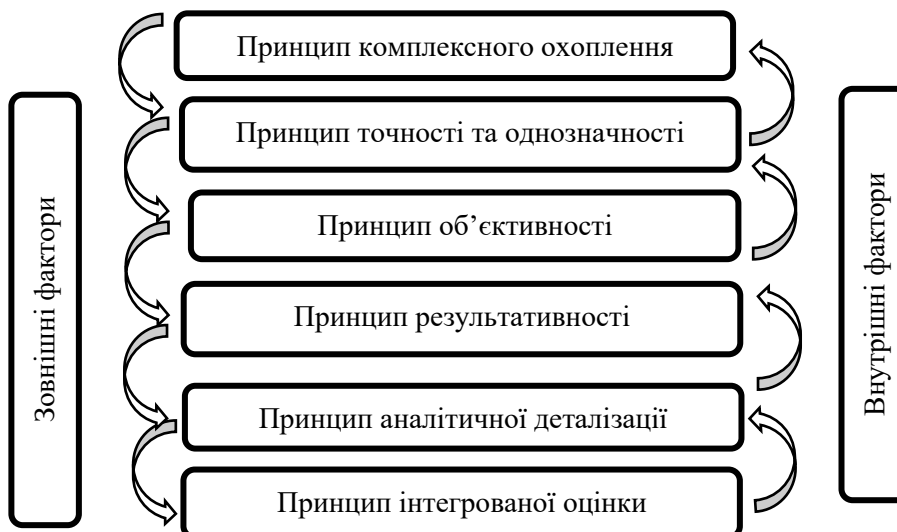 Принцип комплексного охоплення
Принцип точності та однозначності
Принцип об’єктивності
Принцип результативності
Принцип аналітичної деталізації
Принцип інтегрованої оцінки
Зовнішні фактори
Внутрішні фактори